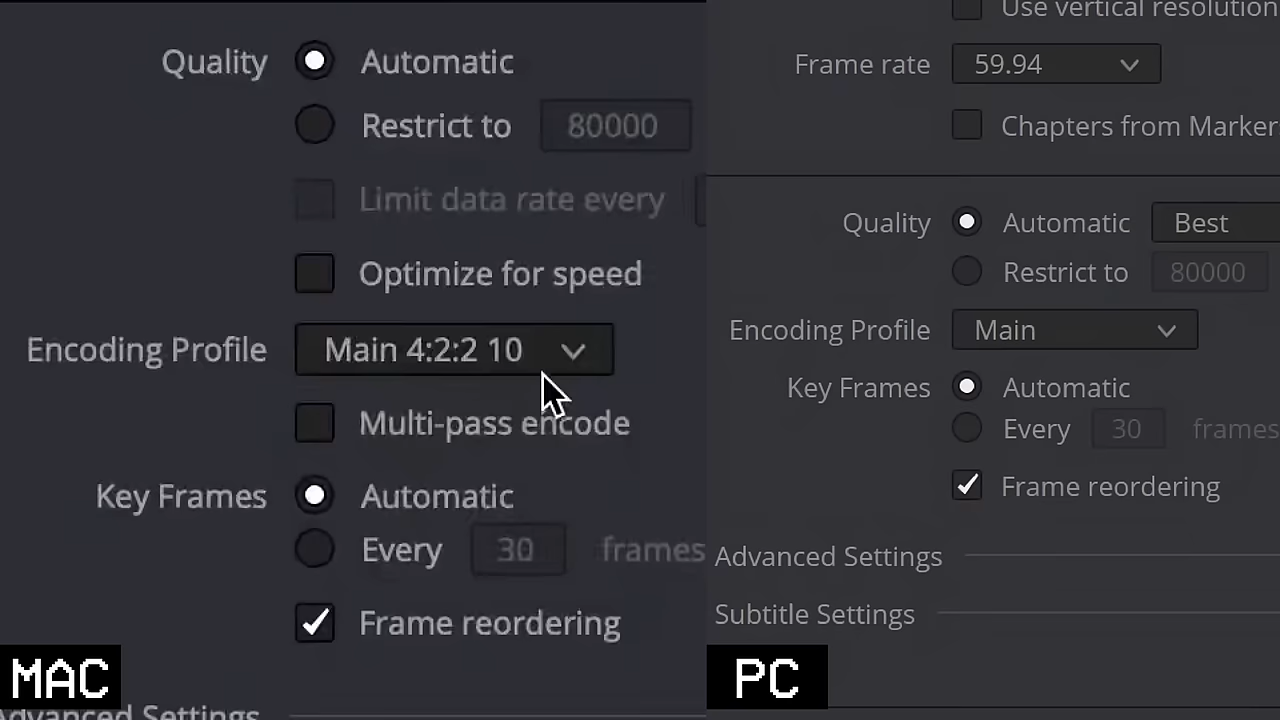 Quality Automatic
Restrict to 80000
Limit data rate every
Optimize for speed
Encoding Profile Main 4:2:2 10
Multi-pass encode
Key Frames Automatic
Every 30 frames
Frame reordering
MAC
Advanced Settings
Use vertical resolution
Frame rate 59.94
Chapters from Marker
Quality Automatic Best
Restrict to 80000
Encoding Profile Main
Key Frames Automatic
Every 30 frames
Frame reordering
Advanced Settings
Subtitle Settings
PC